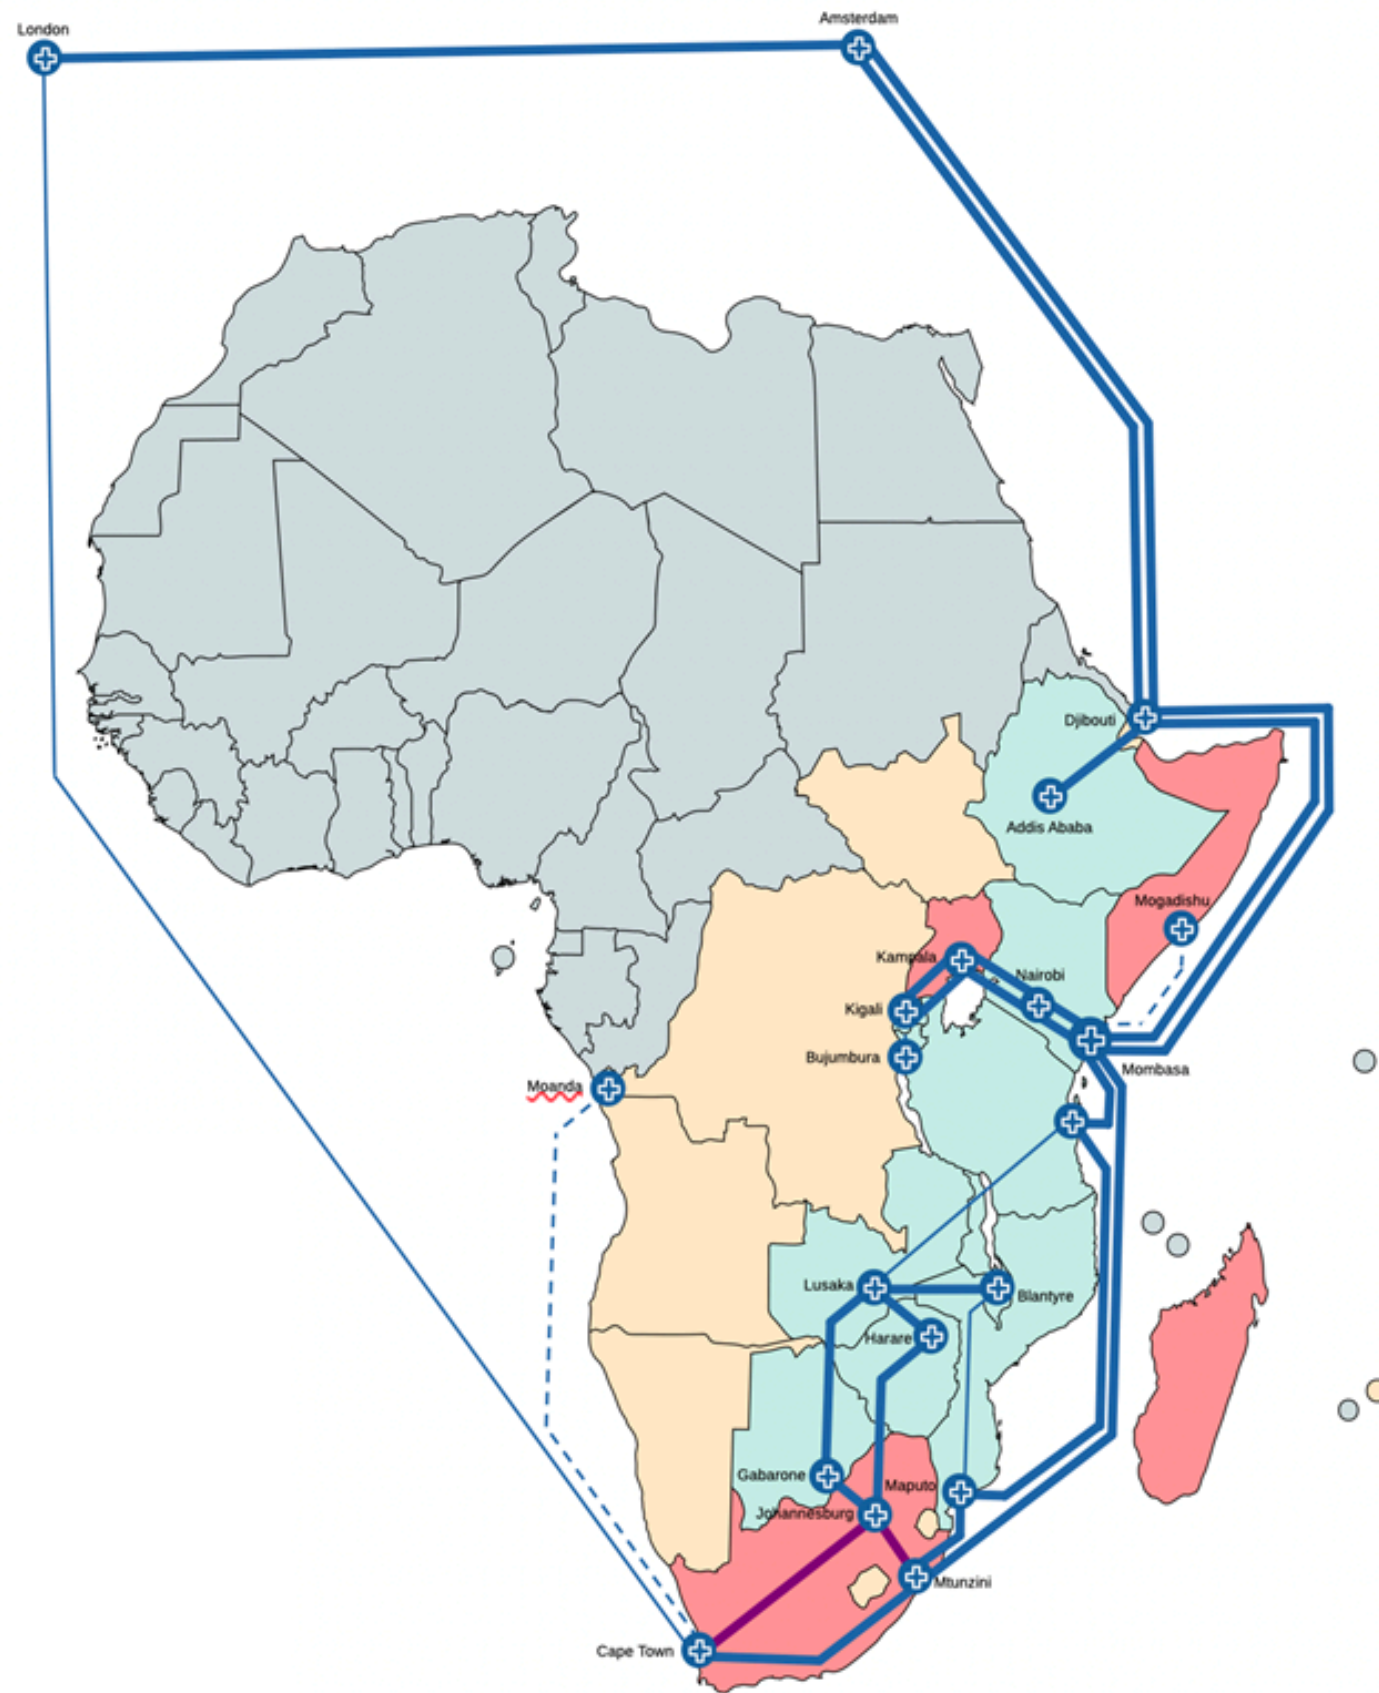 London
Amsterdam
Djibouti
Addis Ababa
Mogadishu
Kampala
Nairobi
Kigali
Bujumbura
Mombasa
Moanda
Lusaka
Blantyre
Harare
Gabarone
Maputo
Johannesburg
Mtunzini
Cape Town